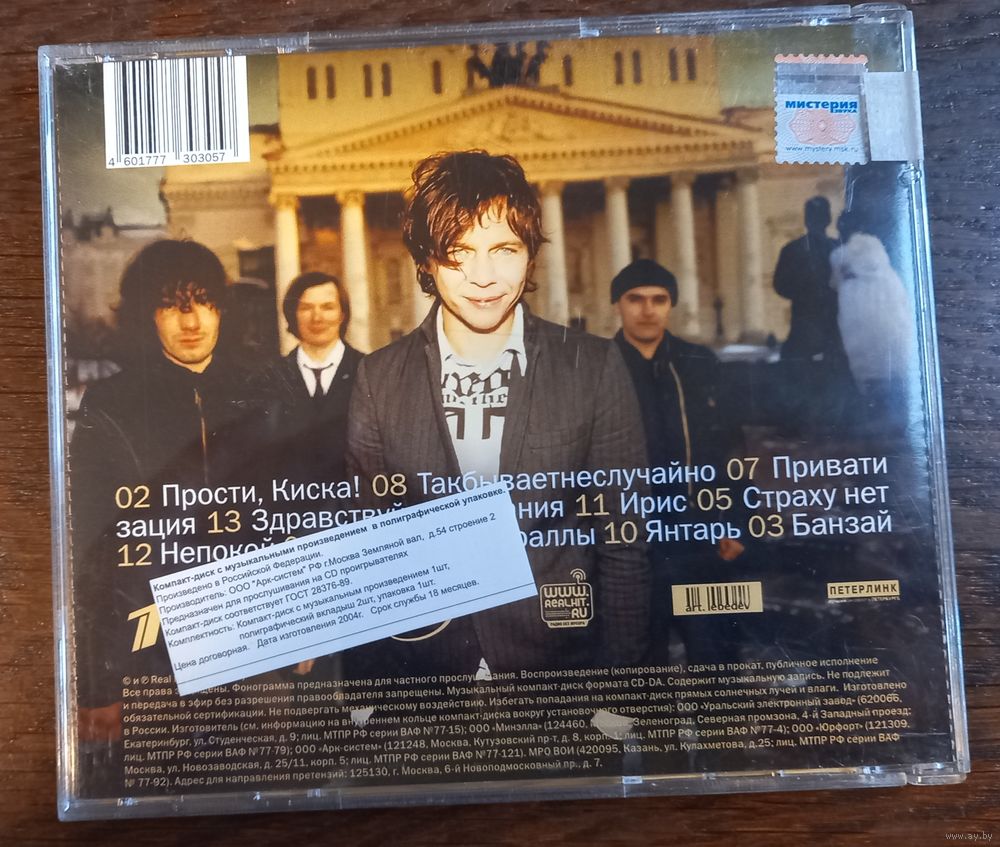 4 601777 303057
мистерия
ЗВУКА
www.mystery.msk.ru
02 Прости, Киска! 08 Такбываетнеслучайно 07 Привати
зация 13 Здравствуй ания 11 Ирис 05 Страху нет
12 Непокой раллы 10 Янтарь 03 Банзай
Компакт-диск с музыкальными произведением в полиграфической упаковке.
Произведено в Российской Федерации.
Производитель: ООО "Арк-систем" РФ г.Москва Земляной вал, д.54 строение 2
Предназначен для прослушивания на CD проигрывателях
Компакт-диск соответствует ГОСТ 28376-89.
Комплектность: Компакт-диск с музыкальным произведением 1шт,
полиграфический вкладыш 2шт, упаковка 1шт.
Цена договорная. Дата изготовления 2004г. Срок службы 18 месяцев.
WWW.
REALHIT.
RU
art.lebedev
ПЕТЕРЛИНК
© и ℗ Real вания. Воспроизведение (копирование), сдача в прокат, публичное исполнение
Все права щены. Фонограмма предназначена для частного прослуш
и передача в эфир без разрешения правообладателя запрещены. Музыкальный компакт-диск формата CD-DA. Содержит музыкальную запись. Не подлежит
обязательной сертификации. Не подвергать механическому воздействию. Избегать попадания на компакт-диск прямых солнечных лучей и влаги. Изготовлено
в России. Изготовитель (см. информацию на внутреннем кольце компакт-диска вокруг установочного отверстия): ООО «Уральский электронный завод» (620066,
Екатеринбург, ул. Студенческая, д. 9; лиц. МТПР РФ серии ВАФ №77-15); ООО «Минэлла» (124460, Зеленоград, Северная промзона, 4-й Западный проезд;
лиц. МТПР РФ серии ВАФ №77-79); ООО «Арк-систем» (121248, Москва, Кутузовский пр-т, д. 8, корп. лиц. МТПР РФ серии ВАФ №77-4); ООО «Юрфорт» (121309,
Москва, ул. Новозаводская, д. 25/11, корп. 5; лиц. МТПР РФ серии ВАФ №77-121). МРО ВОИ (420095, Казань, ул. Кулахметова, д.25; лиц. МТПР РФ серии ВАФ
№ 77-92). Адрес для направления претензий: 125130, г. Москва, 6-й Новоподмосковный пр., д. 7.
www.ay.by